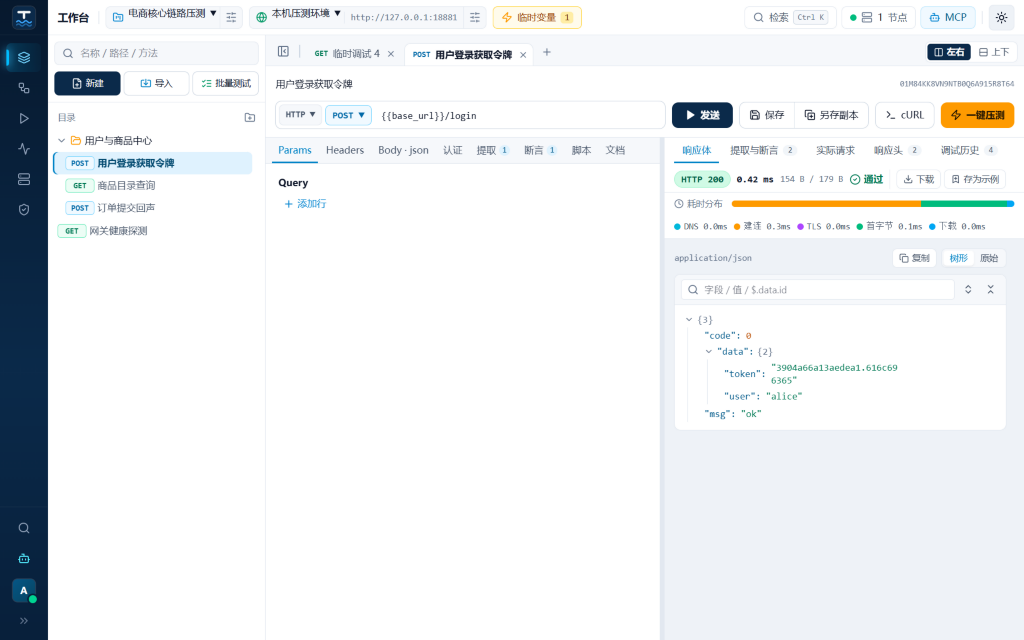 工作台
电商核心链路压测 ▼
本机压测环境 ▼
http://127.0.0.1:18881
临时变量 1
检索 Ctrl K
1 节点
MCP
名称 / 路径 / 方法
新建
导入
批量测试
目录
用户与商品中心
POST 用户登录获取令牌
GET 商品目录查询
POST 订单提交回声
GET 网关健康探测
A
GET 临时调试 4 ×
POST 用户登录获取令牌 ×
左右
上下
用户登录获取令牌
01M84KK8VN9NTB0Q6A915R8T64
HTTP ▼
POST ▼
{{base_url}}/login
发送
保存
另存副本
cURL
一键压测
Params
Headers
Body · json
认证
提取 1
断言 1
脚本
文档
Query
+ 添加行
响应体
提取与断言 2
实际请求
响应头 2
调试历史 4
HTTP 200
0.42 ms
154 B / 179 B
通过
下载
存为示例
耗时分布
DNS 0.0ms
建连 0.3ms
TLS 0.0ms
首字节 0.1ms
下载 0.0ms
application/json
复制
树形
原始
字段 / 值 / $.data.id
{3}
"code": 0
"data": {2}
"token": "3904a66a13aedea1.616c69
6365"
"user": "alice"
"msg": "ok"